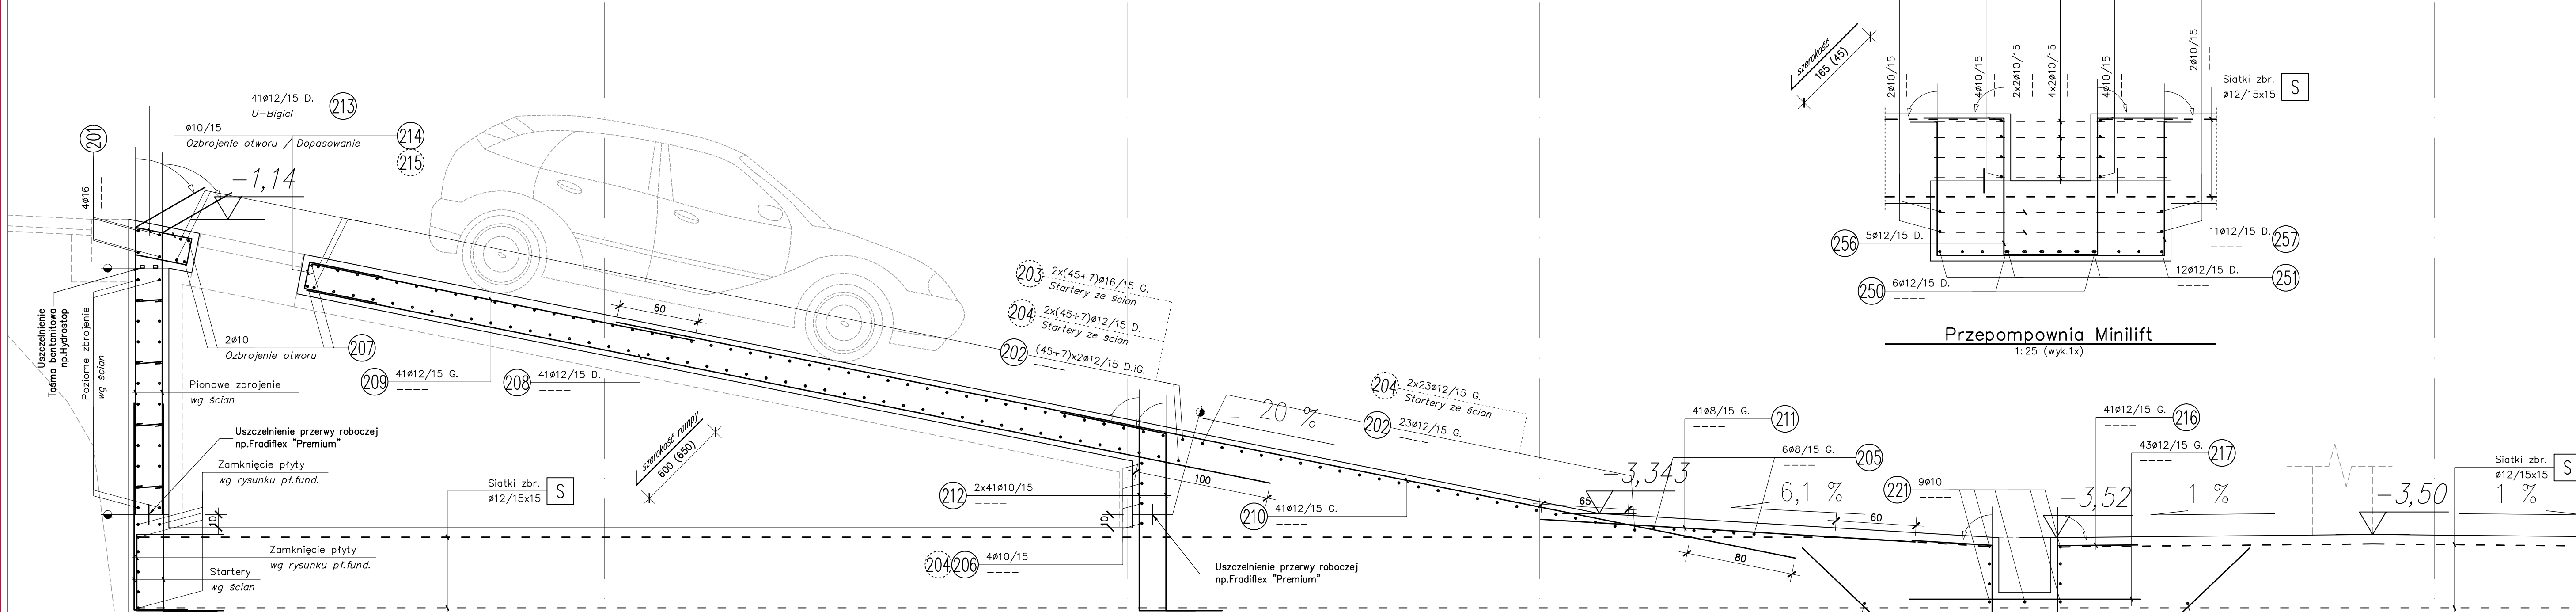 41ø12/15 D.
U-Bigiel
213
ø10/15
Ozbrojenie otworu / Dopasowanie
214
215
201
4ø16
-1,14
Uszczelnienie
Taśma bentonitowa
np.Hydrostop
Poziome zbrojenie
wg ścian
2ø10
Ozbrojenie otworu
207
Pionowe zbrojenie
wg ścian
209
41ø12/15 G.
208
41ø12/15 D.
60
203
2x(45+7)ø16/15 G.
Startery ze ścian
204
2x(45+7)ø12/15 D.
Startery ze ścian
202
(45+7)x2ø12/15 D.iG.
Uszczelnienie przerwy roboczej
np.Fradiflex "Premium"
Zamknięcie płyty
wg rysunku pł.fund.
10
Siatki zbr.
ø12/15x15
S
szerokość rampy
600 (650)
Zamknięcie płyty
wg rysunku pł.fund.
Startery
wg ścian
212
2x41ø10/15
10
204
206
4ø10/15
100
210
41ø12/15 G.
Uszczelnienie przerwy roboczej
np.Fradiflex "Premium"
20 %
204
2x23ø12/15 G.
Startery ze ścian
202
23ø12/15 G.
65
-3,343
41ø8/15 G.
211
6ø8/15 G.
205
6,1 %
60
80
221
9ø10
-3,52
41ø12/15 G.
216
43ø12/15 G.
217
1 %
-3,50
1 %
Siatki zbr.
ø12/15x15
S
szerokość
165 (45)
2ø10/15
4ø10/15
2x2ø10/15
4x2ø10/15
4ø10/15
2ø10/15
Siatki zbr.
ø12/15x15
S
256
5ø12/15 D.
11ø12/15 D.
257
250
6ø12/15 D.
12ø12/15 D.
251
Przepompownia Minilift
1:25 (wyk.1x)